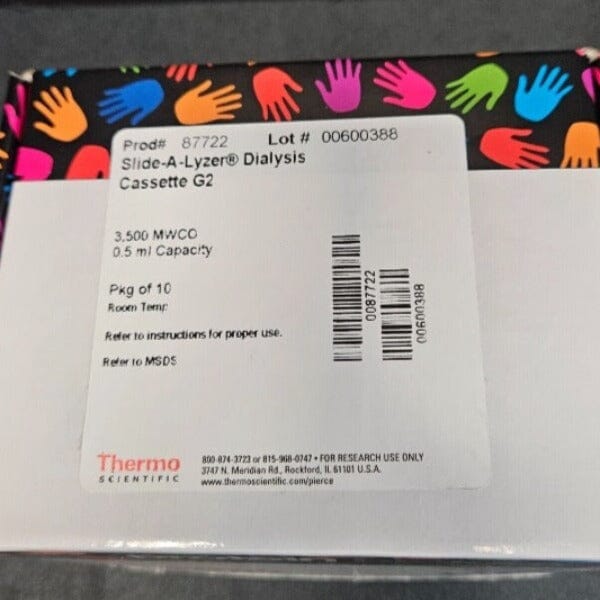 Prod# 87722 Lot # 00600388
Slide-A-Lyzer® Dialysis
Cassette G2
3,500 MWCO
0.5 ml Capacity
Pkg of 10
Room Temp
Refer to instructions for proper use.
Refer to MSDS
0087722
00600388
Thermo
SCIENTIFIC
800-874-3723 or 815-968-0747 • FOR RESEARCH USE ONLY
3747 N. Meridian Rd., Rockford, IL 61101 U.S.A.
www.thermoscientific.com/pierce